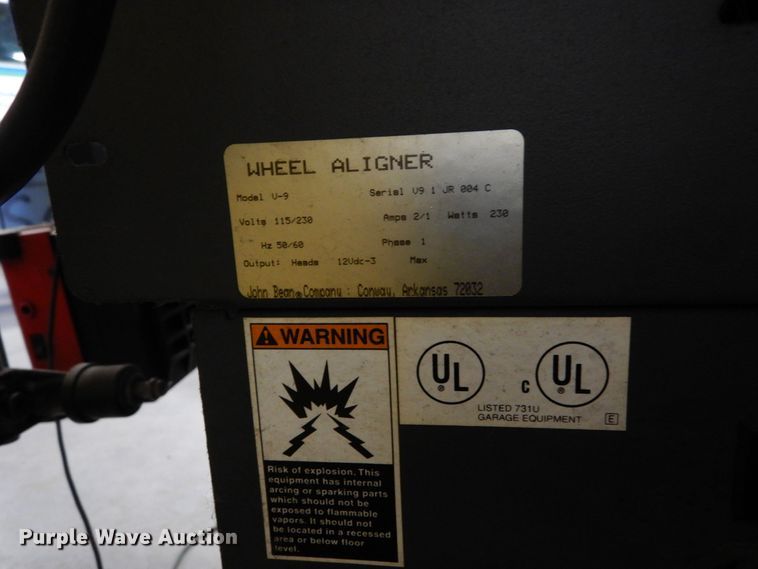 WHEEL ALIGNER
Model V-9 Serial V9 1 JR 004 C
Volts 115/230 Amps 2/1 Watts 230
Hz 50/60 Phase 1
Output: Heads 12Vdc-3 Max
John Bean® Company : Conway, Arkansas 72032
WARNING
Risk of explosion. This
equipment has internal
arcing or sparking parts
which should not be
exposed to flammable
vapors. It should not
be located in a recessed
area or below floor
level.
UL ® C UL ®
LISTED 731U
GARAGE EQUIPMENT E
Purple Wave Auction